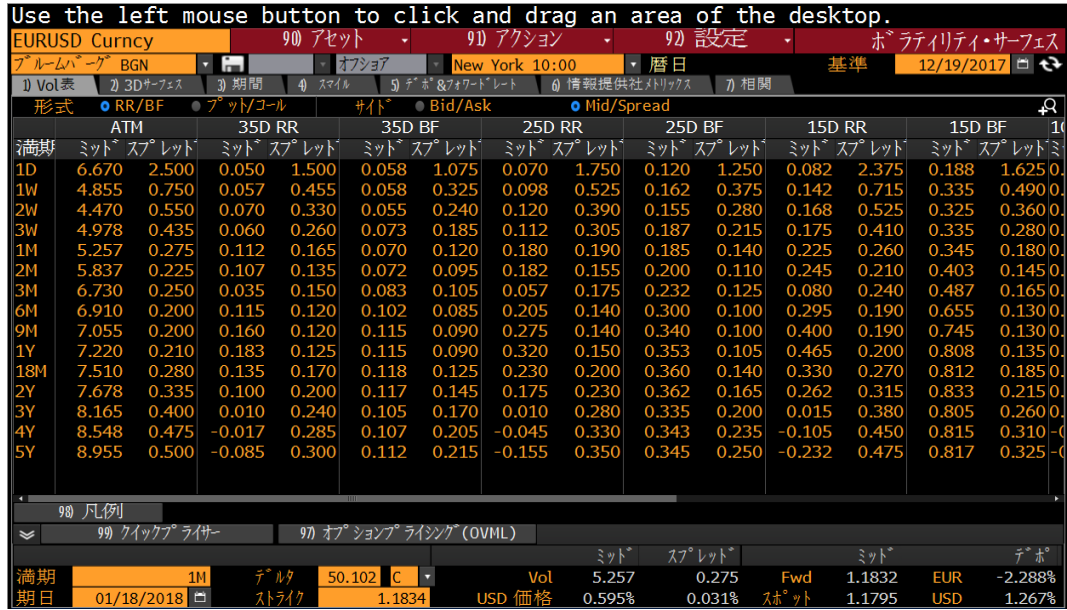 Use the left mouse button to click and drag an area of the desktop.
EURUSD Curncy 90) アセット 91) アクション 92) 設定 ボラティリティ・サーフェス
ブルームバーグ BGN オプショア New York 10:00 暦日 基準 12/19/2017
1) Vol表 2) 3Dサーフェス 3) 期間 4) スマイル 5) デポ&フォワードレート 6) 情報提供社メトリックス 7) 相関
形式 RR/BF プット/コール サイド Bid/Ask Mid/Spread
ATM 35D RR 35D BF 25D RR 25D BF 15D RR 15D BF 1
満期 ミッド スプレッド ミッド スプレッド ミッド スプレッド ミッド スプレッド ミッド スプレッド ミッド スプレッド ミッド スプレッド ミ
1D 6.670 2.500 0.050 1.500 0.058 1.075 0.070 1.750 0.120 1.250 0.082 2.375 0.188 1.625 0.
1W 4.855 0.750 0.057 0.455 0.058 0.325 0.098 0.525 0.162 0.375 0.142 0.715 0.335 0.490 0.
2W 4.470 0.550 0.070 0.330 0.055 0.240 0.120 0.390 0.155 0.280 0.168 0.525 0.325 0.360 0.
3W 4.978 0.435 0.060 0.260 0.073 0.185 0.112 0.305 0.187 0.215 0.175 0.410 0.335 0.280 0.
1M 5.257 0.275 0.112 0.165 0.070 0.120 0.180 0.190 0.185 0.140 0.225 0.260 0.345 0.180 0.
2M 5.837 0.225 0.107 0.135 0.072 0.095 0.182 0.155 0.200 0.110 0.245 0.210 0.403 0.145 0.
3M 6.730 0.250 0.035 0.150 0.083 0.105 0.057 0.175 0.232 0.125 0.080 0.240 0.487 0.165 0.
6M 6.910 0.200 0.115 0.120 0.102 0.085 0.205 0.140 0.300 0.100 0.295 0.190 0.655 0.130 0.
9M 7.055 0.200 0.160 0.120 0.115 0.090 0.275 0.140 0.340 0.100 0.400 0.190 0.745 0.130 0.
1Y 7.220 0.210 0.183 0.125 0.115 0.090 0.320 0.150 0.353 0.105 0.465 0.200 0.808 0.135 0.
18M 7.510 0.280 0.135 0.170 0.118 0.125 0.230 0.200 0.360 0.140 0.330 0.270 0.812 0.185 0.
2Y 7.678 0.335 0.100 0.200 0.117 0.145 0.175 0.230 0.362 0.165 0.262 0.315 0.833 0.215 0.
3Y 8.165 0.400 0.010 0.240 0.105 0.170 0.010 0.280 0.335 0.200 0.015 0.380 0.805 0.260 0.
4Y 8.548 0.475 -0.017 0.285 0.107 0.205 -0.045 0.330 0.343 0.235 -0.105 0.450 0.815 0.310 -0
5Y 8.955 0.500 -0.085 0.300 0.112 0.215 -0.155 0.350 0.345 0.250 -0.232 0.475 0.817 0.325 -0
98) 凡例
99) クイックプライサー 97) オプションプライシング(OVML)
ミッド スプレッド ミッド デポ
満期 1M デルタ 50.102 C Vol 5.257 0.275 Fwd 1.1832 EUR -2.288%
期日 01/18/2018 ストライク 1.1834 USD 価格 0.595% 0.031% スポット 1.1795 USD 1.267%